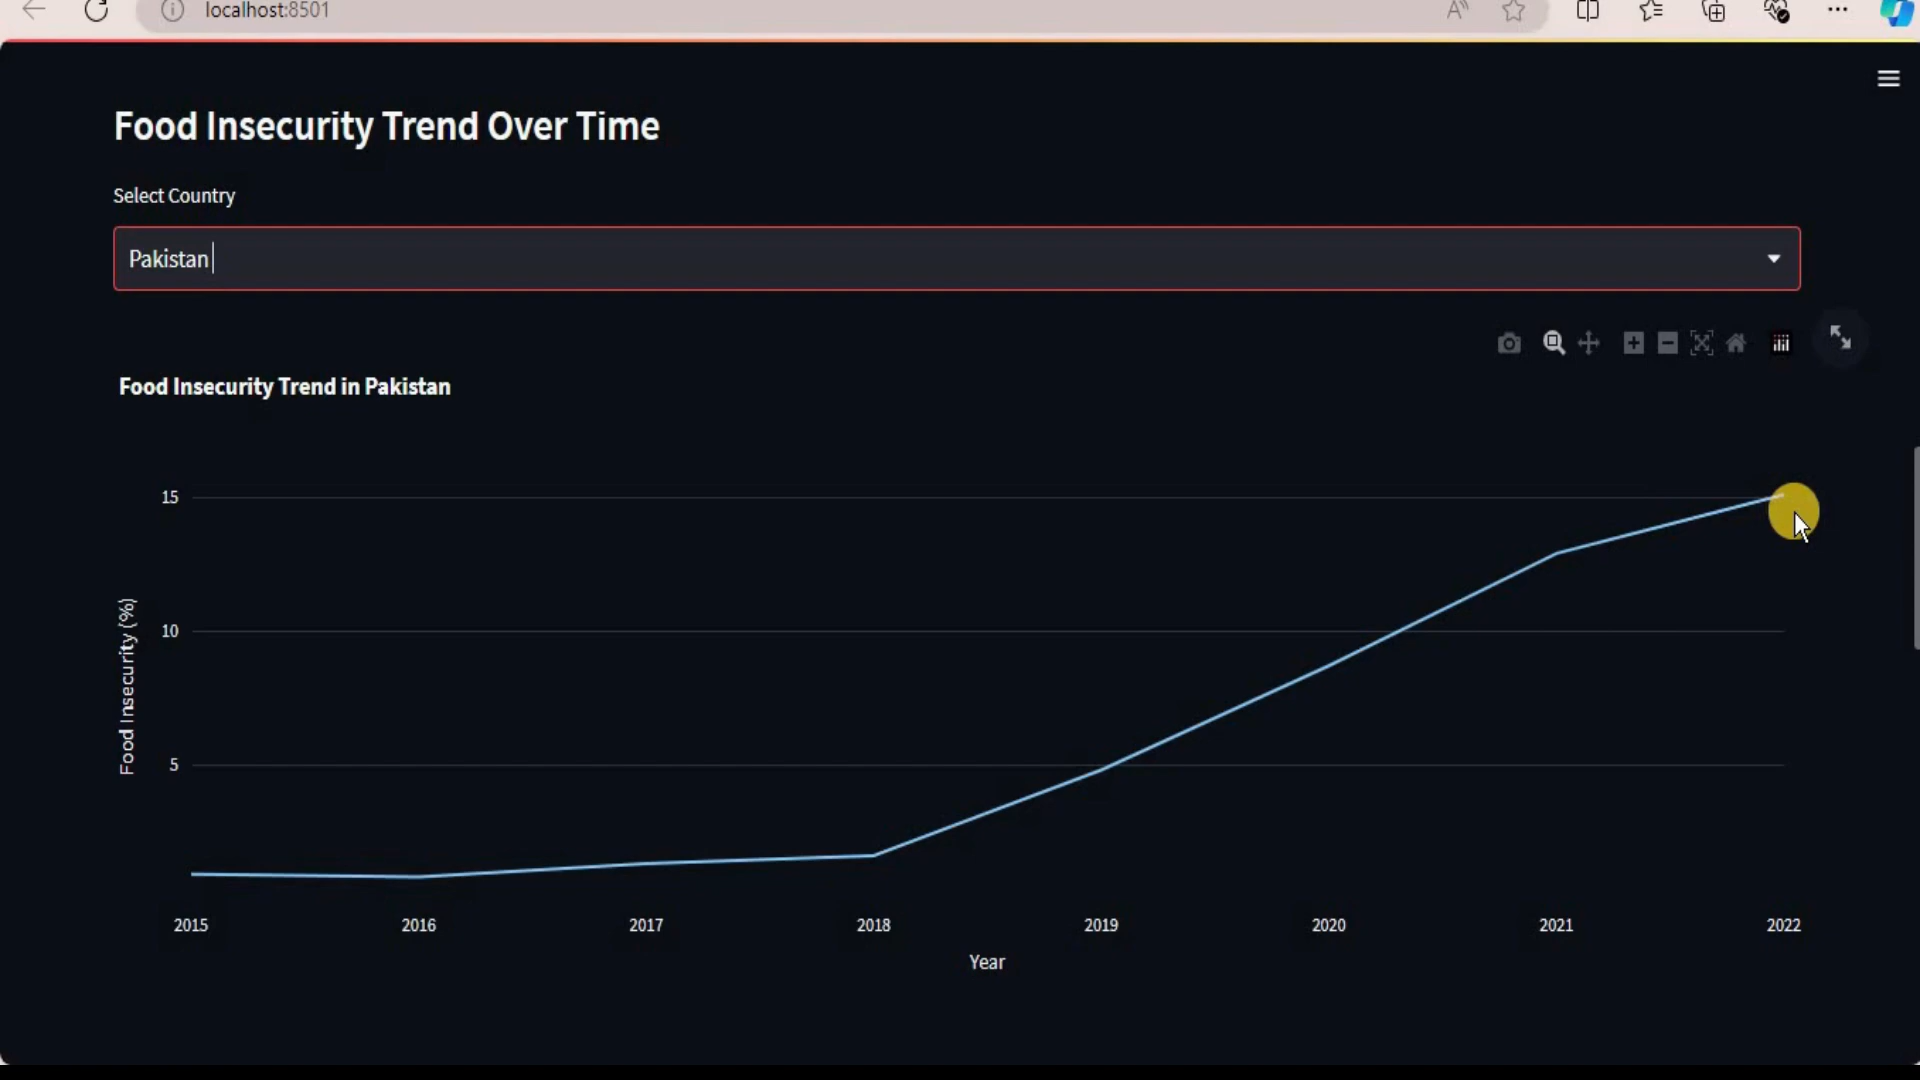 localhost:8501
Food Insecurity Trend Over Time
Select Country
Pakistan
Food Insecurity Trend in Pakistan
15
10
5
Food Insecurity (%)
2015 2016 2017 2018 2019 2020 2021 2022
Year